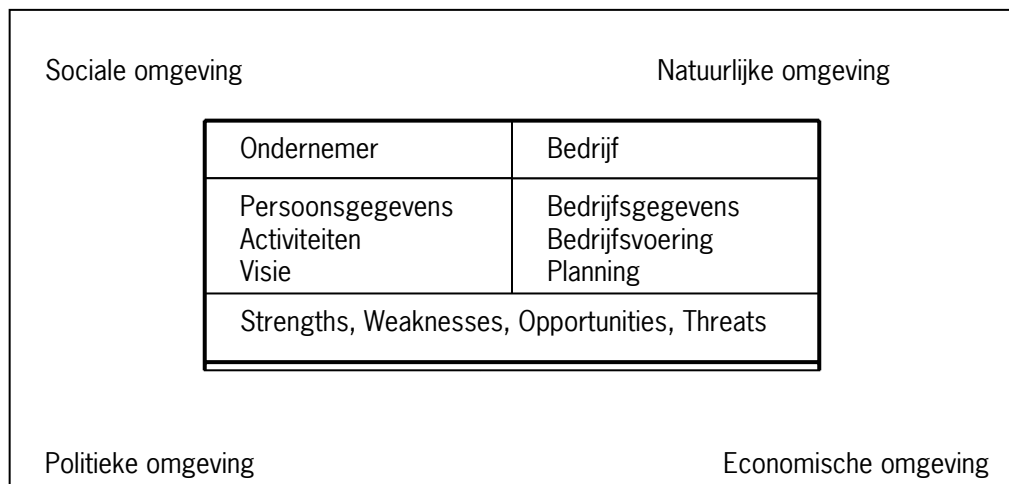 Sociale omgeving
Natuurlijke omgeving
Ondernemer
Bedrijf
Persoonsgegevens
Activiteiten
Visie
Bedrijfsgegevens
Bedrijfsvoering
Planning
Strengths, Weaknesses, Opportunities, Threats
Politieke omgeving
Economische omgeving